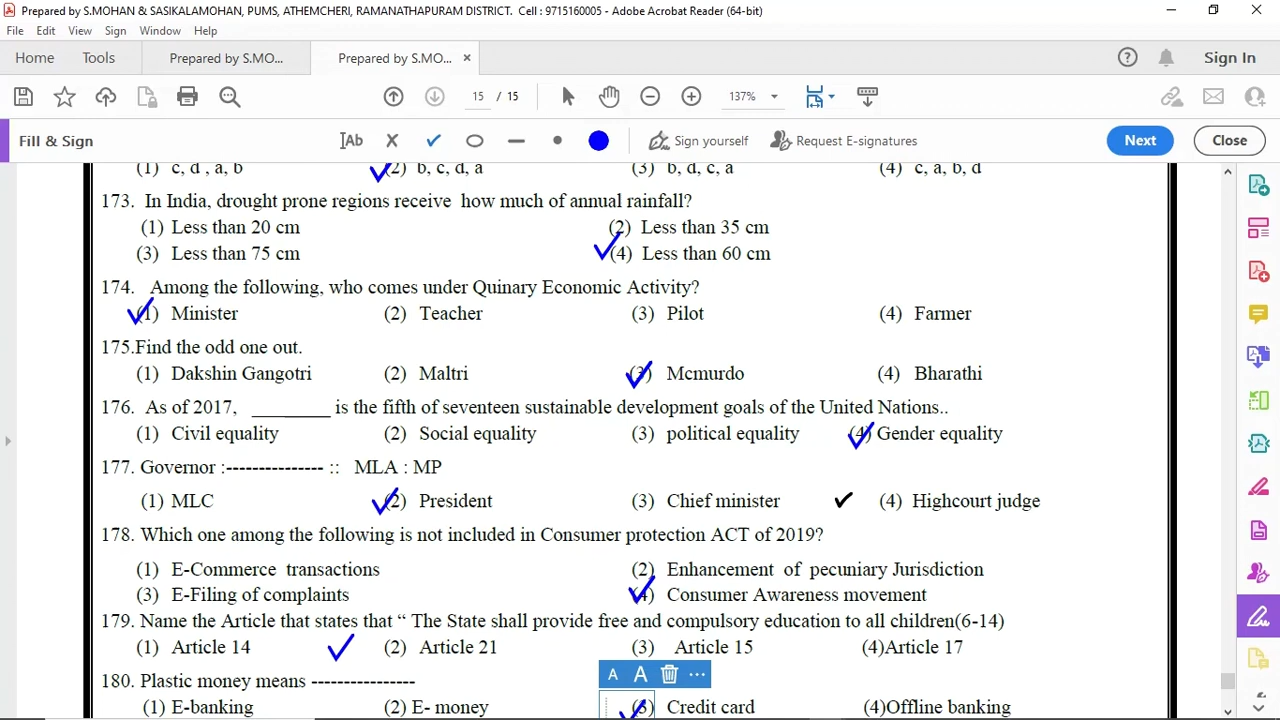 Prepared by S.MOHAN & SASIKALAMOHAN, PUMS, ATHEMCHERI, RAMANATHAPURAM DISTRICT. Cell : 9715160005 - Adobe Acrobat Reader (64-bit)
File Edit View Sign Window Help
Home Tools Prepared by S.MO... Prepared by S.MO... × Sign In
15 / 15 137%
Fill & Sign Ab Sign yourself Request E-signatures Next Close
(1) c, d , a, b (2) b, c, d, a (3) b, d, c, a (4) c, a, b, d
173. In India, drought prone regions receive how much of annual rainfall?
(1) Less than 20 cm (2) Less than 35 cm
(3) Less than 75 cm (4) Less than 60 cm
174. Among the following, who comes under Quinary Economic Activity?
(1) Minister (2) Teacher (3) Pilot (4) Farmer
175.Find the odd one out.
(1) Dakshin Gangotri (2) Maltri (3) Mcmurdo (4) Bharathi
176. As of 2017, ________ is the fifth of seventeen sustainable development goals of the United Nations..
(1) Civil equality (2) Social equality (3) political equality (4) Gender equality
177. Governor :--------------- :: MLA : MP
(1) MLC (2) President (3) Chief minister (4) Highcourt judge
178. Which one among the following is not included in Consumer protection ACT of 2019?
(1) E-Commerce transactions (2) Enhancement of pecuniary Jurisdiction
(3) E-Filing of complaints (4) Consumer Awareness movement
179. Name the Article that states that “ The State shall provide free and compulsory education to all children(6-14)
(1) Article 14 (2) Article 21 (3) Article 15 (4)Article 17
A A ...
180. Plastic money means ----------------
(1) E-banking (2) E- money (3) Credit card (4)Offline banking